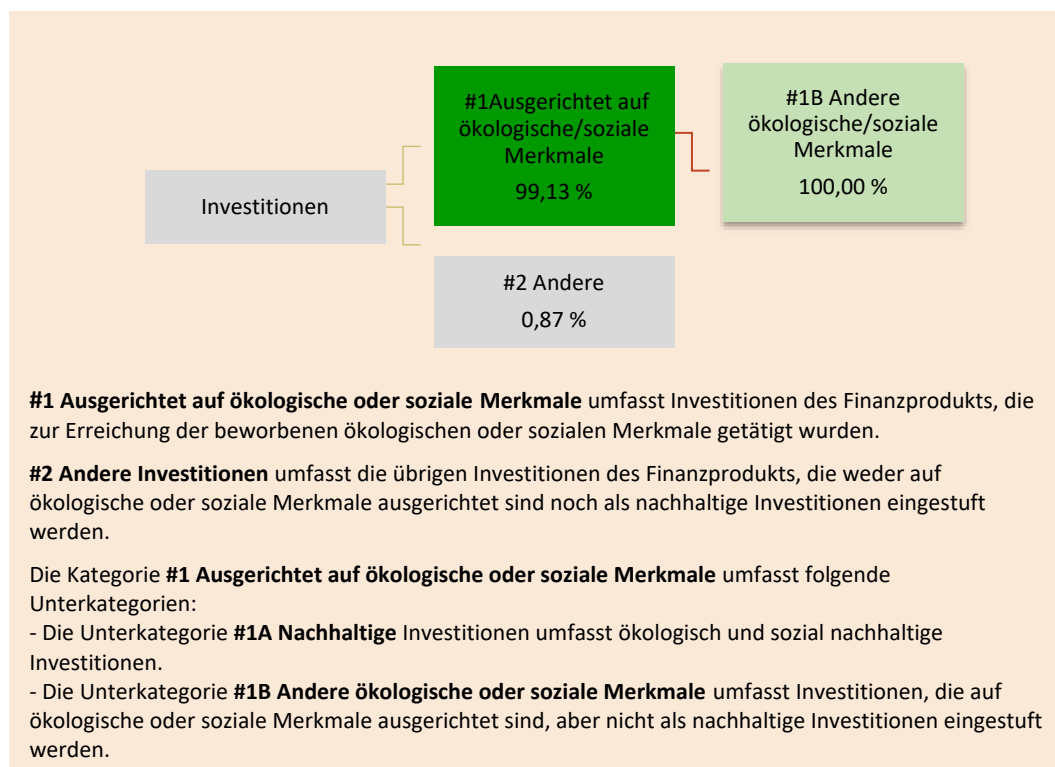 #1Ausgerichtet auf
ökologische/soziale
Merkmale
99,13 %
#1B Andere
ökologische/soziale
Merkmale
100,00 %
Investitionen
#2 Andere
0,87 %
#1 Ausgerichtet auf ökologische oder soziale Merkmale umfasst Investitionen des Finanzprodukts, die
zur Erreichung der beworbenen ökologischen oder sozialen Merkmale getätigt wurden.
#2 Andere Investitionen umfasst die übrigen Investitionen des Finanzprodukts, die weder auf
ökologische oder soziale Merkmale ausgerichtet sind noch als nachhaltige Investitionen eingestuft
werden.
Die Kategorie #1 Ausgerichtet auf ökologische oder soziale Merkmale umfasst folgende
Unterkategorien:
- Die Unterkategorie #1A Nachhaltige Investitionen umfasst ökologisch und sozial nachhaltige
Investitionen.
- Die Unterkategorie #1B Andere ökologische oder soziale Merkmale umfasst Investitionen, die auf
ökologische oder soziale Merkmale ausgerichtet sind, aber nicht als nachhaltige Investitionen eingestuft
werden.